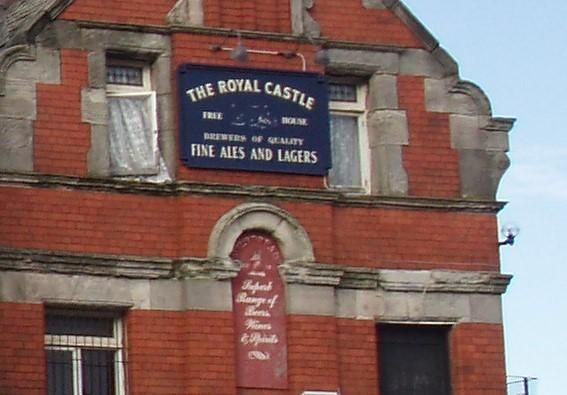 THE ROYAL CASTLE
FREE HOUSE
BREWERS OF QUALITY
FINE ALES AND LAGERS
Superb
Range of
Beers,
Wines
& Spirits